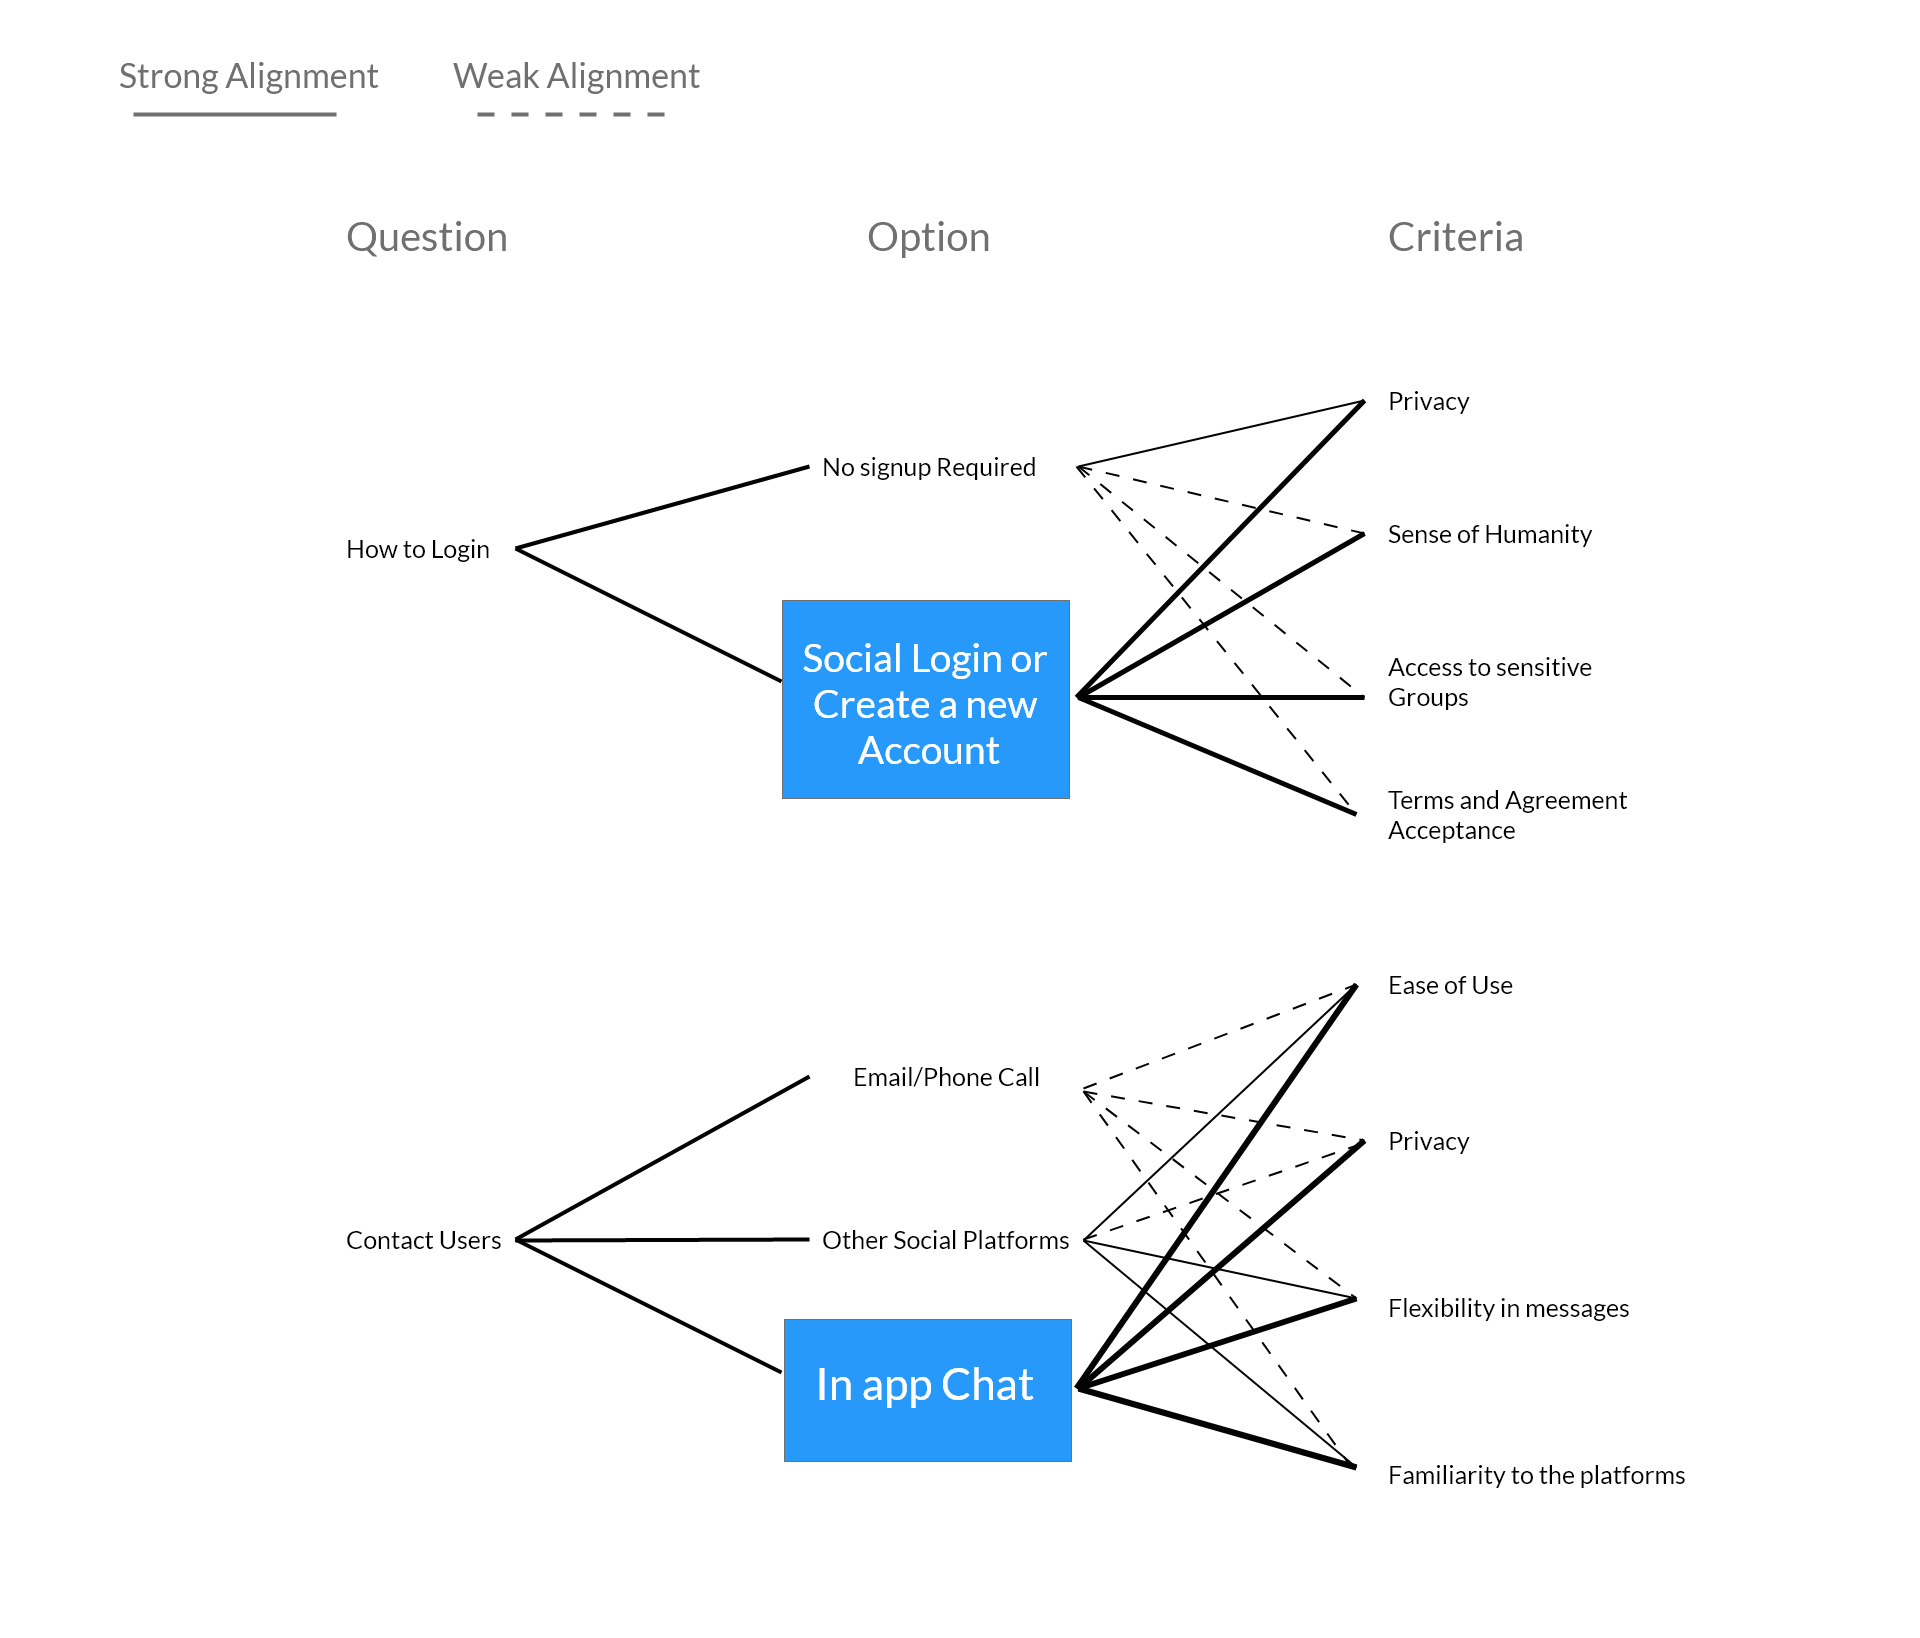 Strong Alignment
Weak Alignment
Question
Option
Criteria
How to Login
No signup Required
Social Login or
Create a new
Account
Privacy
Sense of Humanity
Access to sensitive
Groups
Terms and Agreement
Acceptance
Contact Users
Email/Phone Call
Other Social Platforms
In app Chat
Ease of Use
Privacy
Flexibility in messages
Familiarity to the platforms